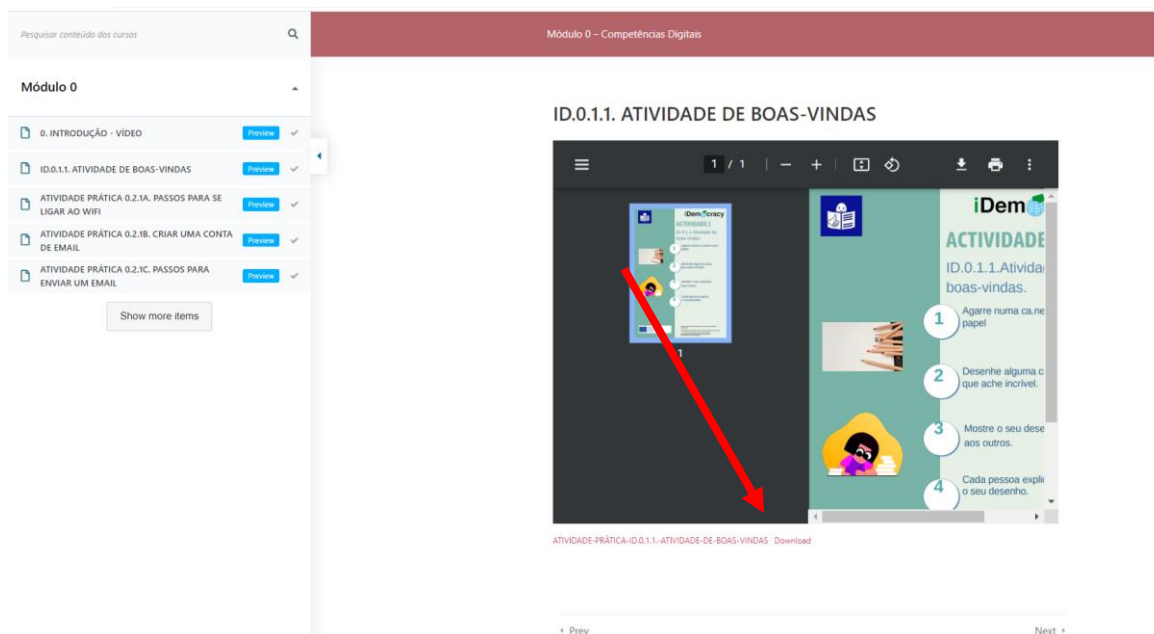 Pesquisar conteúdo dos cursos
Módulo 0 – Competências Digitais
Módulo 0
0. INTRODUÇÃO - VÍDEO
Preview
ID.0.1.1. ATIVIDADE DE BOAS-VINDAS
Preview
ATIVIDADE PRÁTICA 0.2.1A. PASSOS PARA SE
LIGAR AO WIFI
Preview
ATIVIDADE PRÁTICA 0.2.1B. CRIAR UMA CONTA
DE EMAIL
Preview
ATIVIDADE PRÁTICA 0.2.1C. PASSOS PARA
ENVIAR UM EMAIL
Preview
Show more items
ID.0.1.1. ATIVIDADE DE BOAS-VINDAS
1 / 1
iDemocracy
ACTIVIDADE 1
1
iDem
ACTIVIDADE
ID.0.1.1.Ativida
boas-vindas.
1
Agarre numa ca.ne
papel
2
Desenhe alguma c
que ache incrível.
3
Mostre o seu dese
aos outros.
4
Cada pessoa explic
o seu desenho.
ATIVIDADE-PRÁTICA-ID.0.1.1.-ATIVIDADE-DE-BOAS-VINDAS Download
Prev
Next